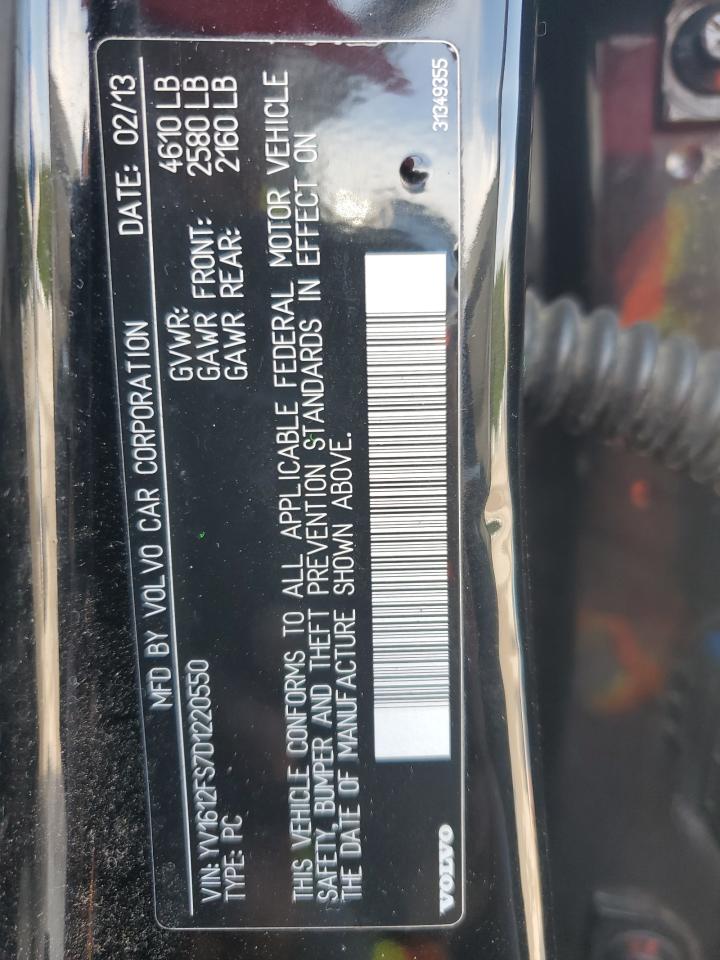 MFD BY VOLVO CAR CORPORATION DATE: 02/13
GVWR: 4610 LB
GAWR FRONT: 2580 LB
GAWR REAR: 2160 LB
VIN: YV1612FS7D1220550
TYPE: PC
THIS VEHICLE CONFORMS TO ALL APPLICABLE FEDERAL MOTOR VEHICLE
SAFETY, BUMPER AND THEFT PREVENTION STANDARDS IN EFFECT ON
THE DATE OF MANUFACTURE SHOWN ABOVE.
VOLVO 31349355